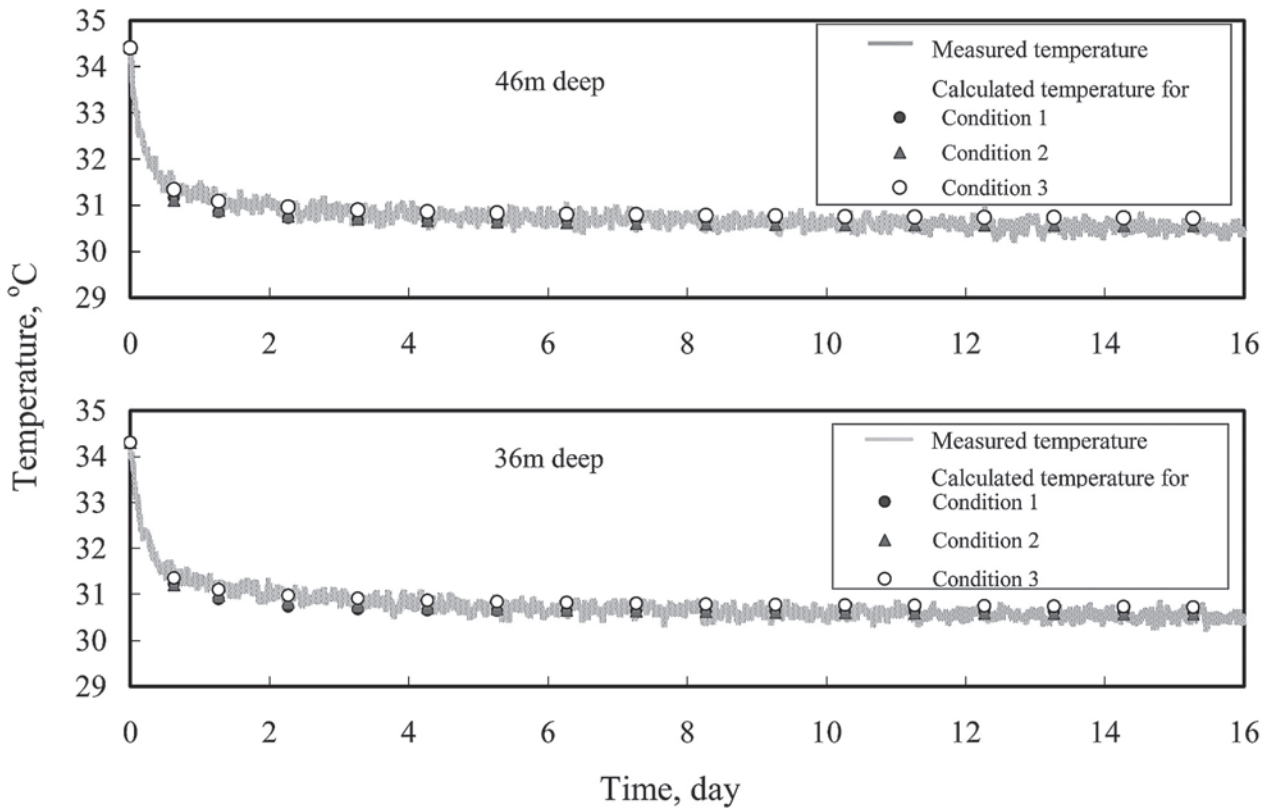 35
34
33
32
31
30
29
46m deep
Measured temperature
Calculated temperature for
Condition 1
Condition 2
Condition 3
0 2 4 6 8 10 12 14 16
Temperature, °C
35
34
33
32
31
30
29
36m deep
Measured temperature
Calculated temperature for
Condition 1
Condition 2
Condition 3
0 2 4 6 8 10 12 14 16
Time, day